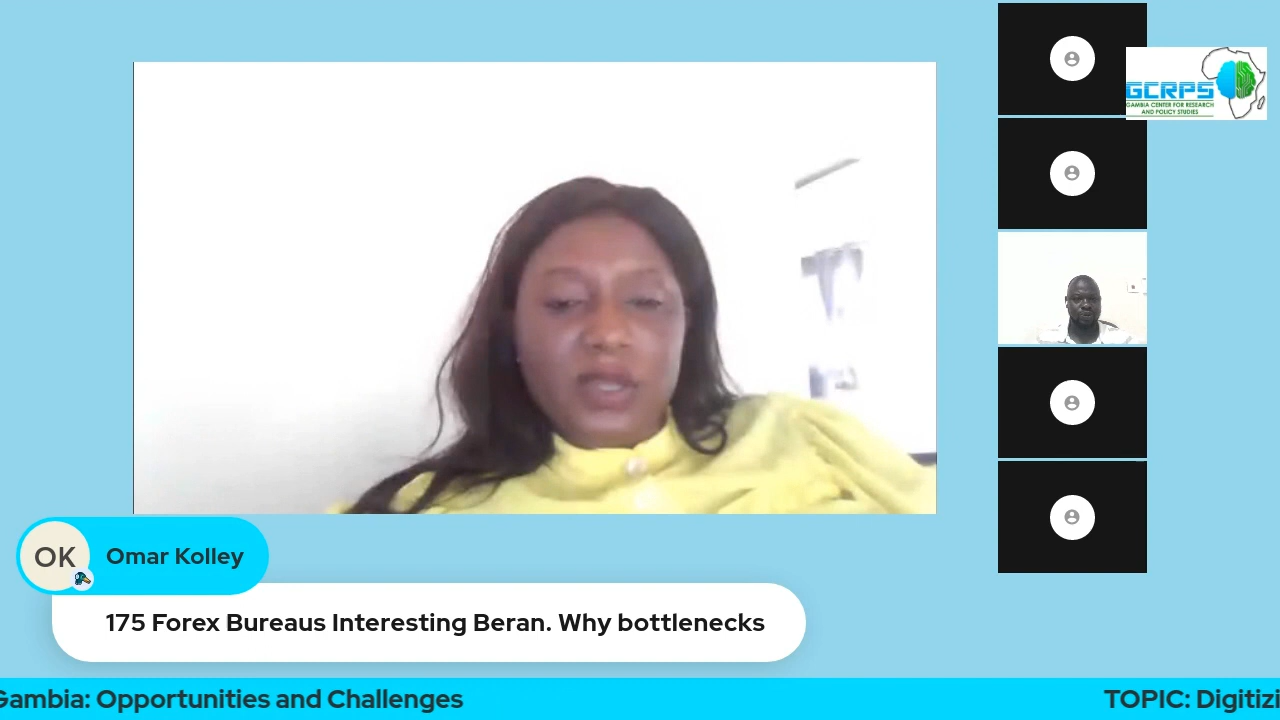 GCRPS
GAMBIA CENTER FOR RESEARCH
AND POLICY STUDIES
OK
Omar Kolley
175 Forex Bureaus Interesting Beran. Why bottlenecks
Gambia: Opportunities and Challenges
TOPIC: Digitizi